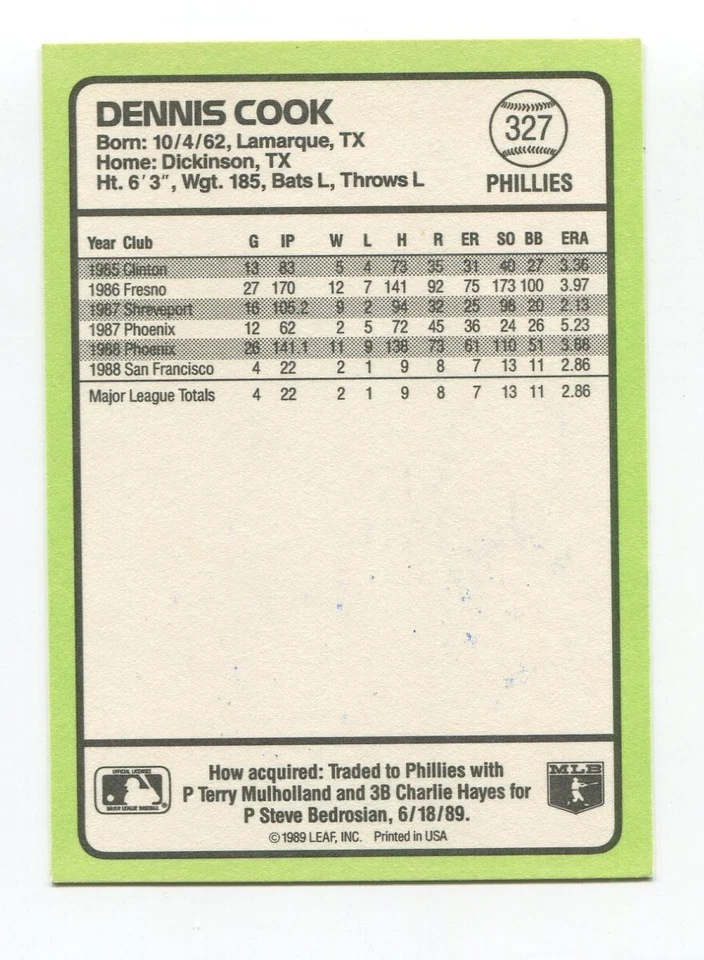 DENNIS COOK
Born: 10/4/62, Lamarque, TX
Home: Dickinson, TX
Ht. 6'3", Wgt. 185, Bats L, Throws L
327
PHILLIES
Year Club G IP W L H R ER SO BB ERA
1985 Clinton 13 83 5 4 73 35 31 40 27 3.36
1986 Fresno 27 170 12 7 141 92 75 173 100 3.97
1987 Shreveport 16 105.2 9 2 94 32 25 98 20 2.13
1987 Phoenix 12 62 2 5 72 45 36 24 26 5.23
1988 Phoenix 26 141.1 11 9 138 73 61 110 51 3.88
1988 San Francisco 4 22 2 1 9 8 7 13 11 2.86
Major League Totals 4 22 2 1 9 8 7 13 11 2.86
OFFICIAL LICENSEE
MAJOR LEAGUE BASEBALL
®
How acquired: Traded to Phillies with
P Terry Mulholland and 3B Charlie Hayes for
P Steve Bedrosian, 6/18/89.
© 1989 LEAF, INC. Printed in USA
MLB